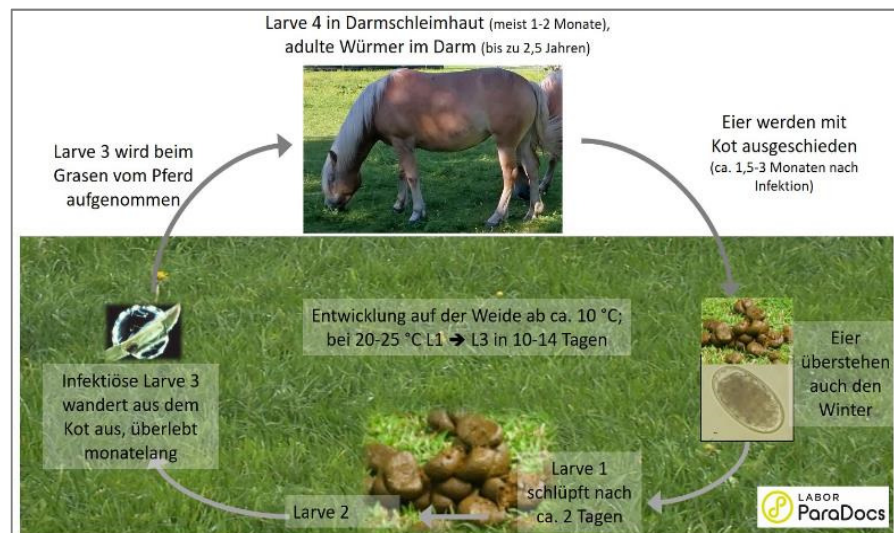 Larve 4 in Darmschleimhaut (meist 1-2 Monate),
adulte Würmer im Darm (bis zu 2,5 Jahren)
Eier werden mit
Kot ausgeschieden
(ca. 1,5-3 Monaten nach
Infektion)
Larve 3 wird beim
Grasen vom Pferd
aufgenommen
Entwicklung auf der Weide ab ca. 10 °C;
bei 20-25 °C L1 ➔ L3 in 10-14 Tagen
Eier
überstehen
auch den
Winter
Infektiöse Larve 3
wandert aus dem
Kot aus, überlebt
monatelang
Larve 1
schlüpft nach
ca. 2 Tagen
Larve 2
LABOR
ParaDocs